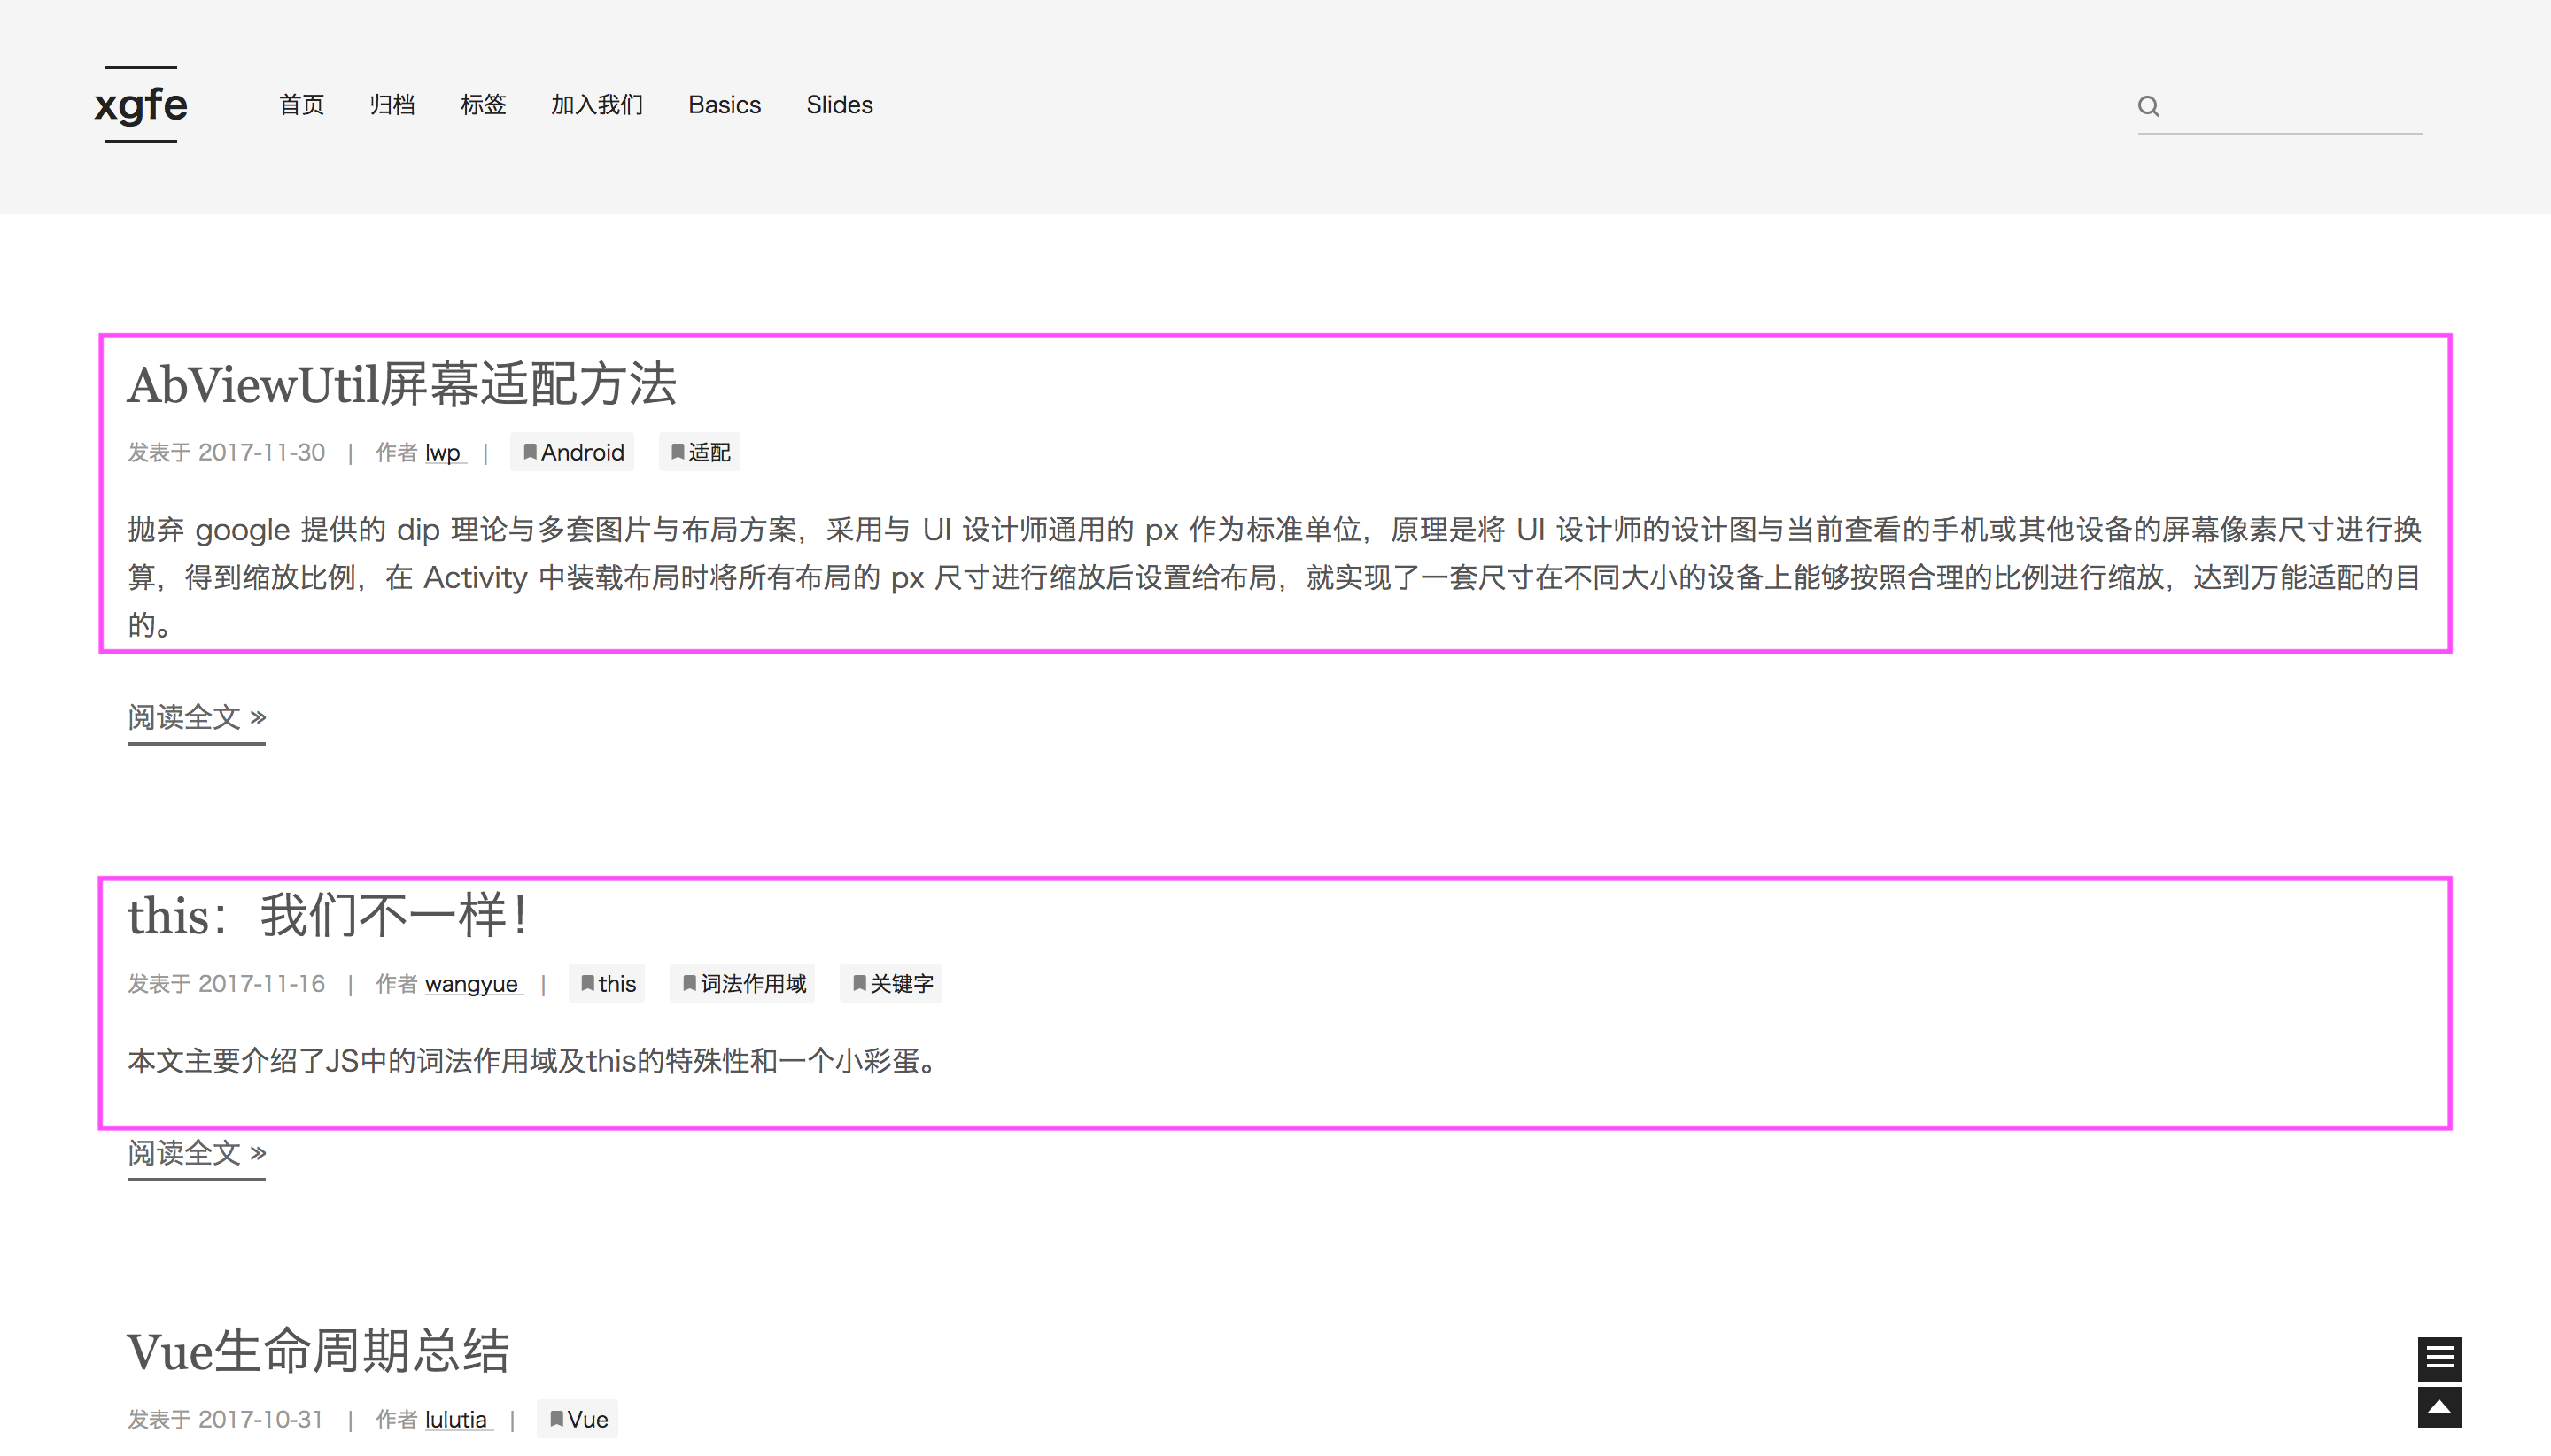 xgfe
首页 归档 标签 加入我们 Basics Slides
AbViewUtil屏幕适配方法
发表于 2017-11-30 | 作者 lwp | Android 适配
抛弃 google 提供的 dip 理论与多套图片与布局方案，采用与 UI 设计师通用的 px 作为标准单位，原理是将 UI 设计师的设计图与当前查看的手机或其他设备的屏幕像素尺寸进行换
算，得到缩放比例，在 Activity 中装载布局时将所有布局的 px 尺寸进行缩放后设置给布局，就实现了一套尺寸在不同大小的设备上能够按照合理的比例进行缩放，达到万能适配的目
的。
阅读全文 »
this：我们不一样！
发表于 2017-11-16 | 作者 wangyue | this 词法作用域 关键字
本文主要介绍了JS中的词法作用域及this的特殊性和一个小彩蛋。
阅读全文 »
Vue生命周期总结
发表于 2017-10-31 | 作者 lulutia | Vue